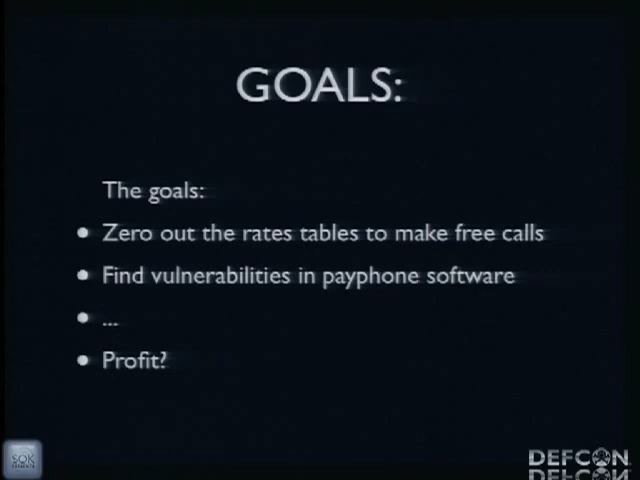 GOALS:
The goals:
• Zero out the rates tables to make free calls
• Find vulnerabilities in payphone software
• ...
• Profit?
SOK
DEFCON